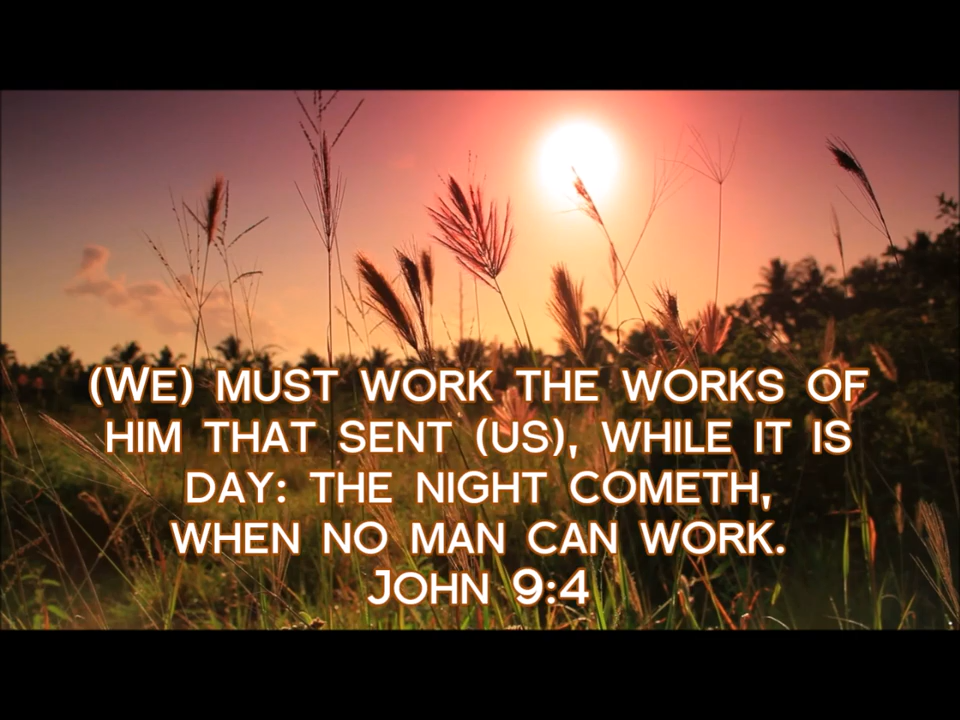 (WE) MUST WORK THE WORKS OF
HIM THAT SENT (US), WHILE IT IS
DAY: THE NIGHT COMETH,
WHEN NO MAN CAN WORK.
JOHN 9:4